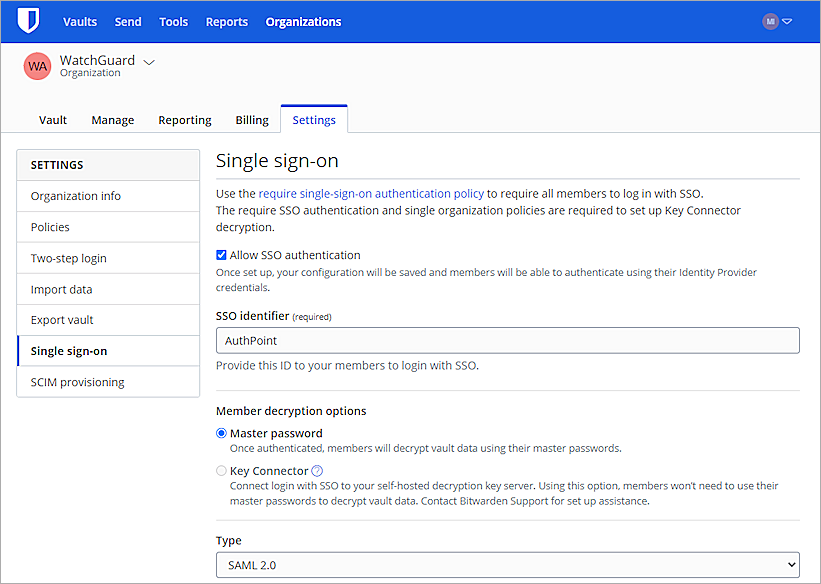 Vaults Send Tools Reports Organizations MI
WA WatchGuard
Organization
Vault Manage Reporting Billing Settings
SETTINGS
Organization info
Policies
Two-step login
Import data
Export vault
Single sign-on
SCIM provisioning
Single sign-on
Use the require single-sign-on authentication policy to require all members to log in with SSO.
The require SSO authentication and single organization policies are required to set up Key Connector
decryption.
Allow SSO authentication
Once set up, your configuration will be saved and members will be able to authenticate using their Identity Provider
credentials.
SSO identifier (required)
AuthPoint
Provide this ID to your members to login with SSO.
Member decryption options
Master password
Once authenticated, members will decrypt vault data using their master passwords.
Key Connector ?
Connect login with SSO to your self-hosted decryption key server. Using this option, members won't need to use their
master passwords to decrypt vault data. Contact Bitwarden Support for set up assistance.
Type
SAML 2.0